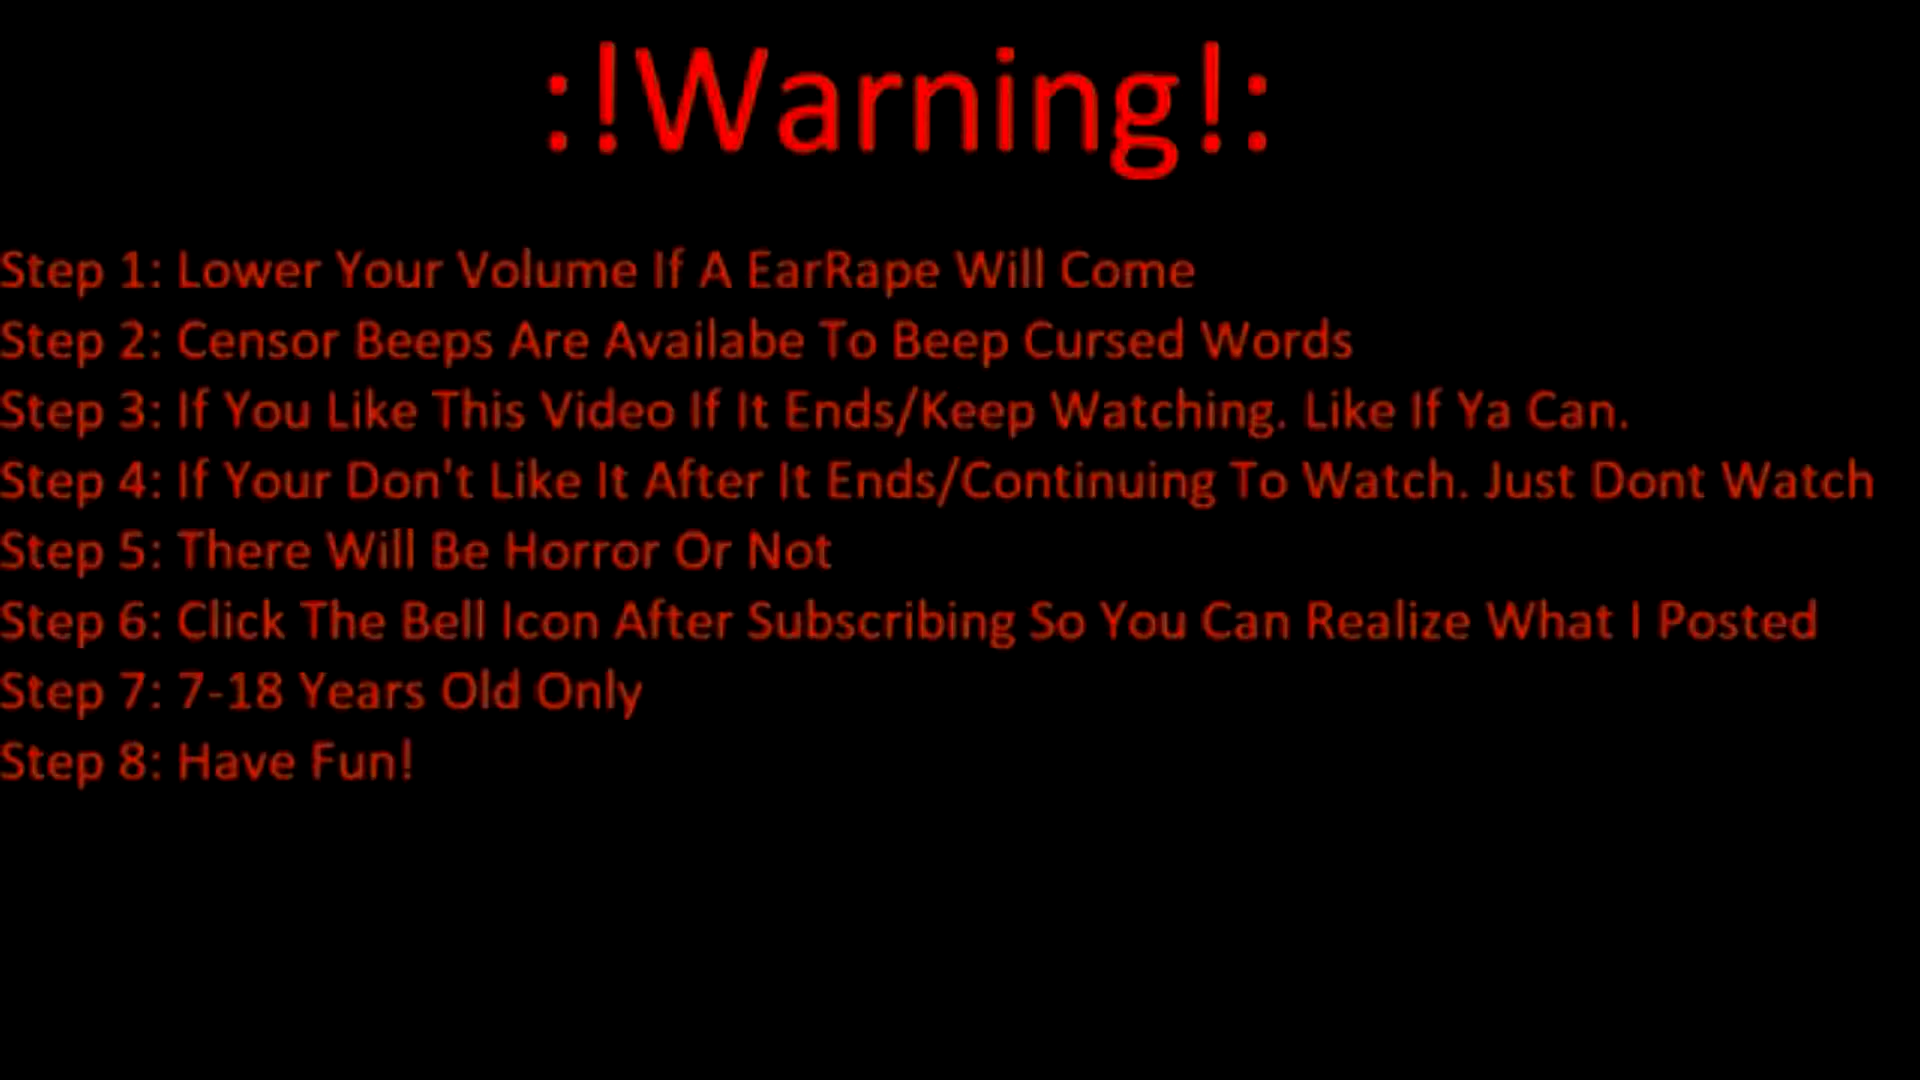 :!Warning!:
Step 1: Lower Your Volume If A EarRape Will Come
Step 2: Censor Beeps Are Availabe To Beep Cursed Words
Step 3: If You Like This Video If It Ends/Keep Watching. Like If Ya Can.
Step 4: If Your Don't Like It After It Ends/Continuing To Watch. Just Dont Watch
Step 5: There Will Be Horror Or Not
Step 6: Click The Bell Icon After Subscribing So You Can Realize What I Posted
Step 7: 7-18 Years Old Only
Step 8: Have Fun!